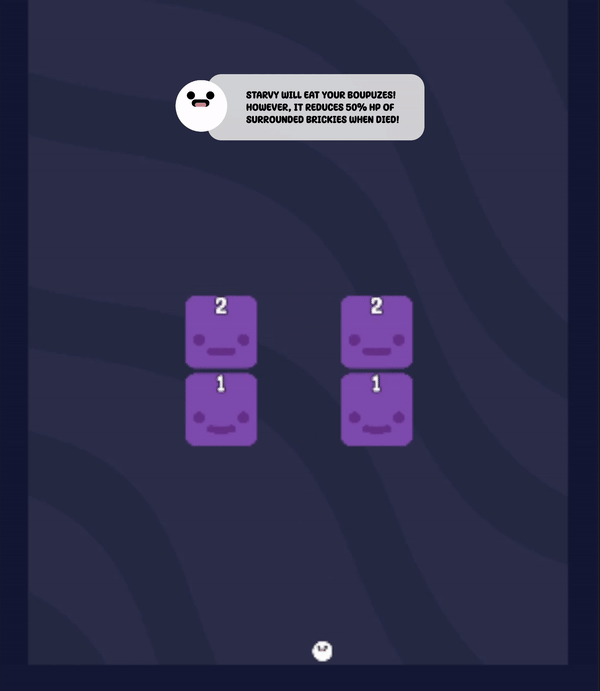 STARVY WILL EAT YOUR BOUPUZES!
HOWEVER, IT REDUCES 50% HP OF
SURROUNDED BRICKIES WHEN DIED!
2 2
1 1